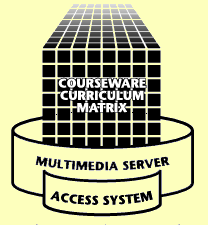 COURSEWARE
CURRICULUM
MATRIX
MULTIMEDIA SERVER
ACCESS SYSTEM